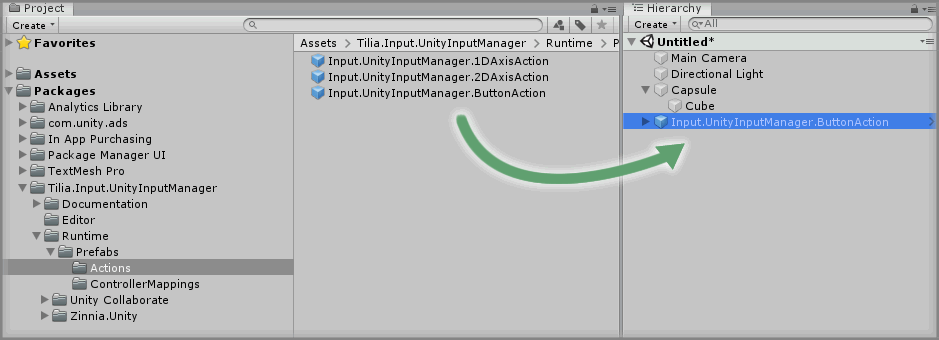 Project
Create
Favorites
Assets
Packages
Analytics Library
com.unity.ads
In App Purchasing
Package Manager UI
TextMesh Pro
Tilia.Input.UnityInputManager
Documentation
Editor
Runtime
Prefabs
Actions
ControllerMappings
Unity Collaborate
Zinnia.Unity
Assets > Tilia.Input.UnityInputManager > Runtime > P
Input.UnityInputManager.1DAxisAction
Input.UnityInputManager.2DAxisAction
Input.UnityInputManager.ButtonAction
Hierarchy
Create All
Untitled*
Main Camera
Directional Light
Capsule
Cube
Input.UnityInputManager.ButtonAction